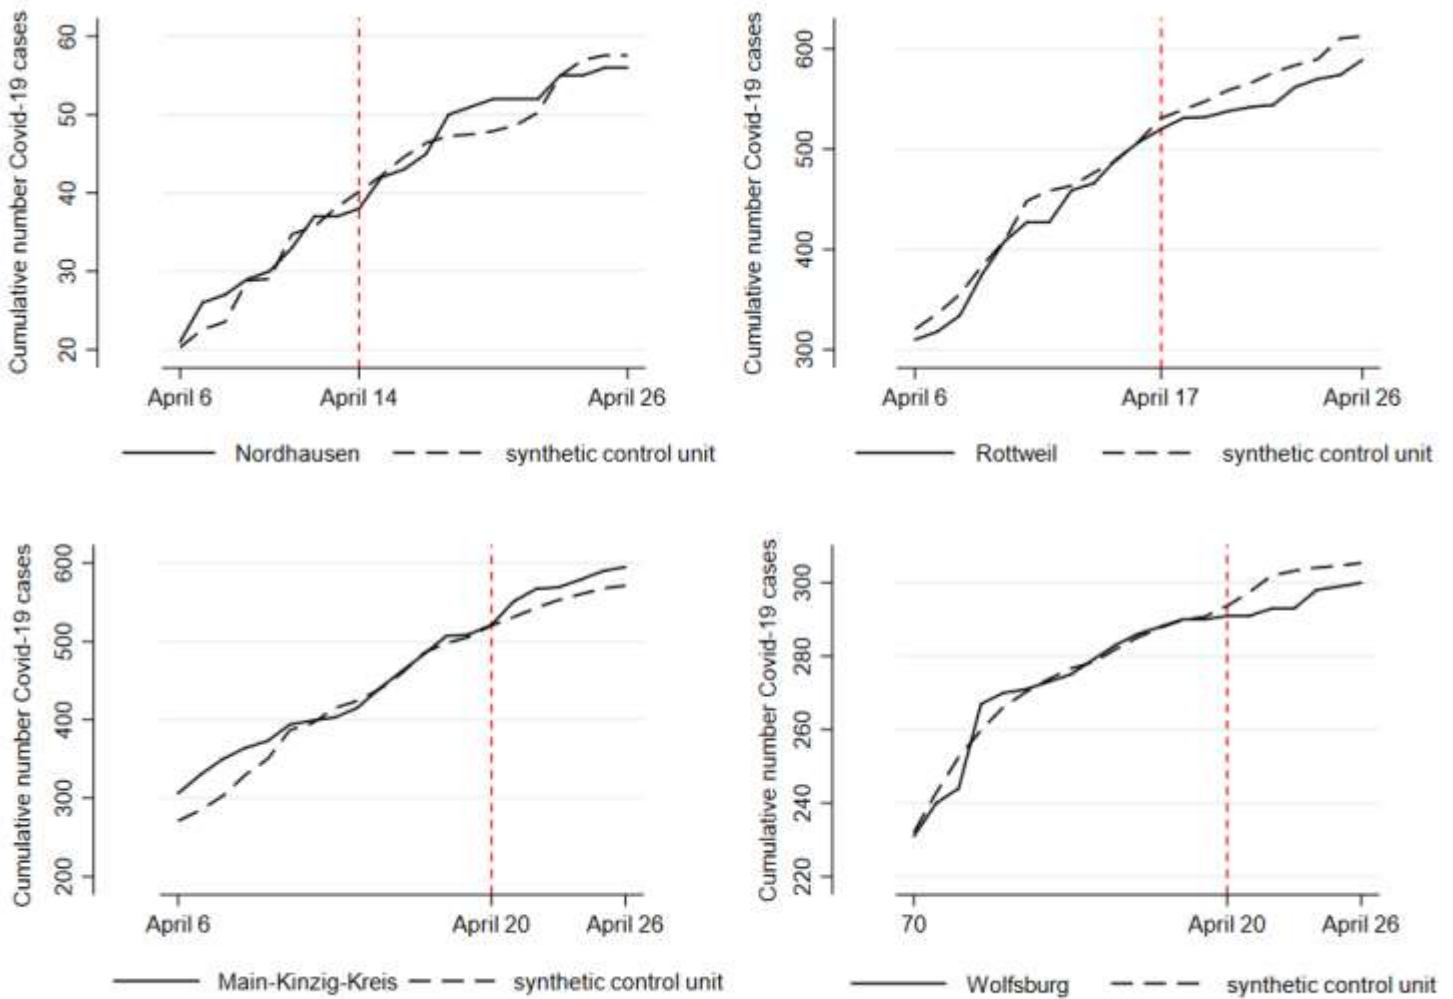 Cumulative number Covid-19 cases
60
50
40
30
20
April 6 April 14 April 26
Nordhausen synthetic control unit
Cumulative number Covid-19 cases
600
500
400
300
April 6 April 17 April 26
Rottweil synthetic control unit
Cumulative number Covid-19 cases
600
500
400
300
200
April 6 April 20 April 26
Main-Kinzig-Kreis synthetic control unit
Cumulative number Covid-19 cases
300
280
260
240
220
70 April 20 April 26
Wolfsburg synthetic control unit